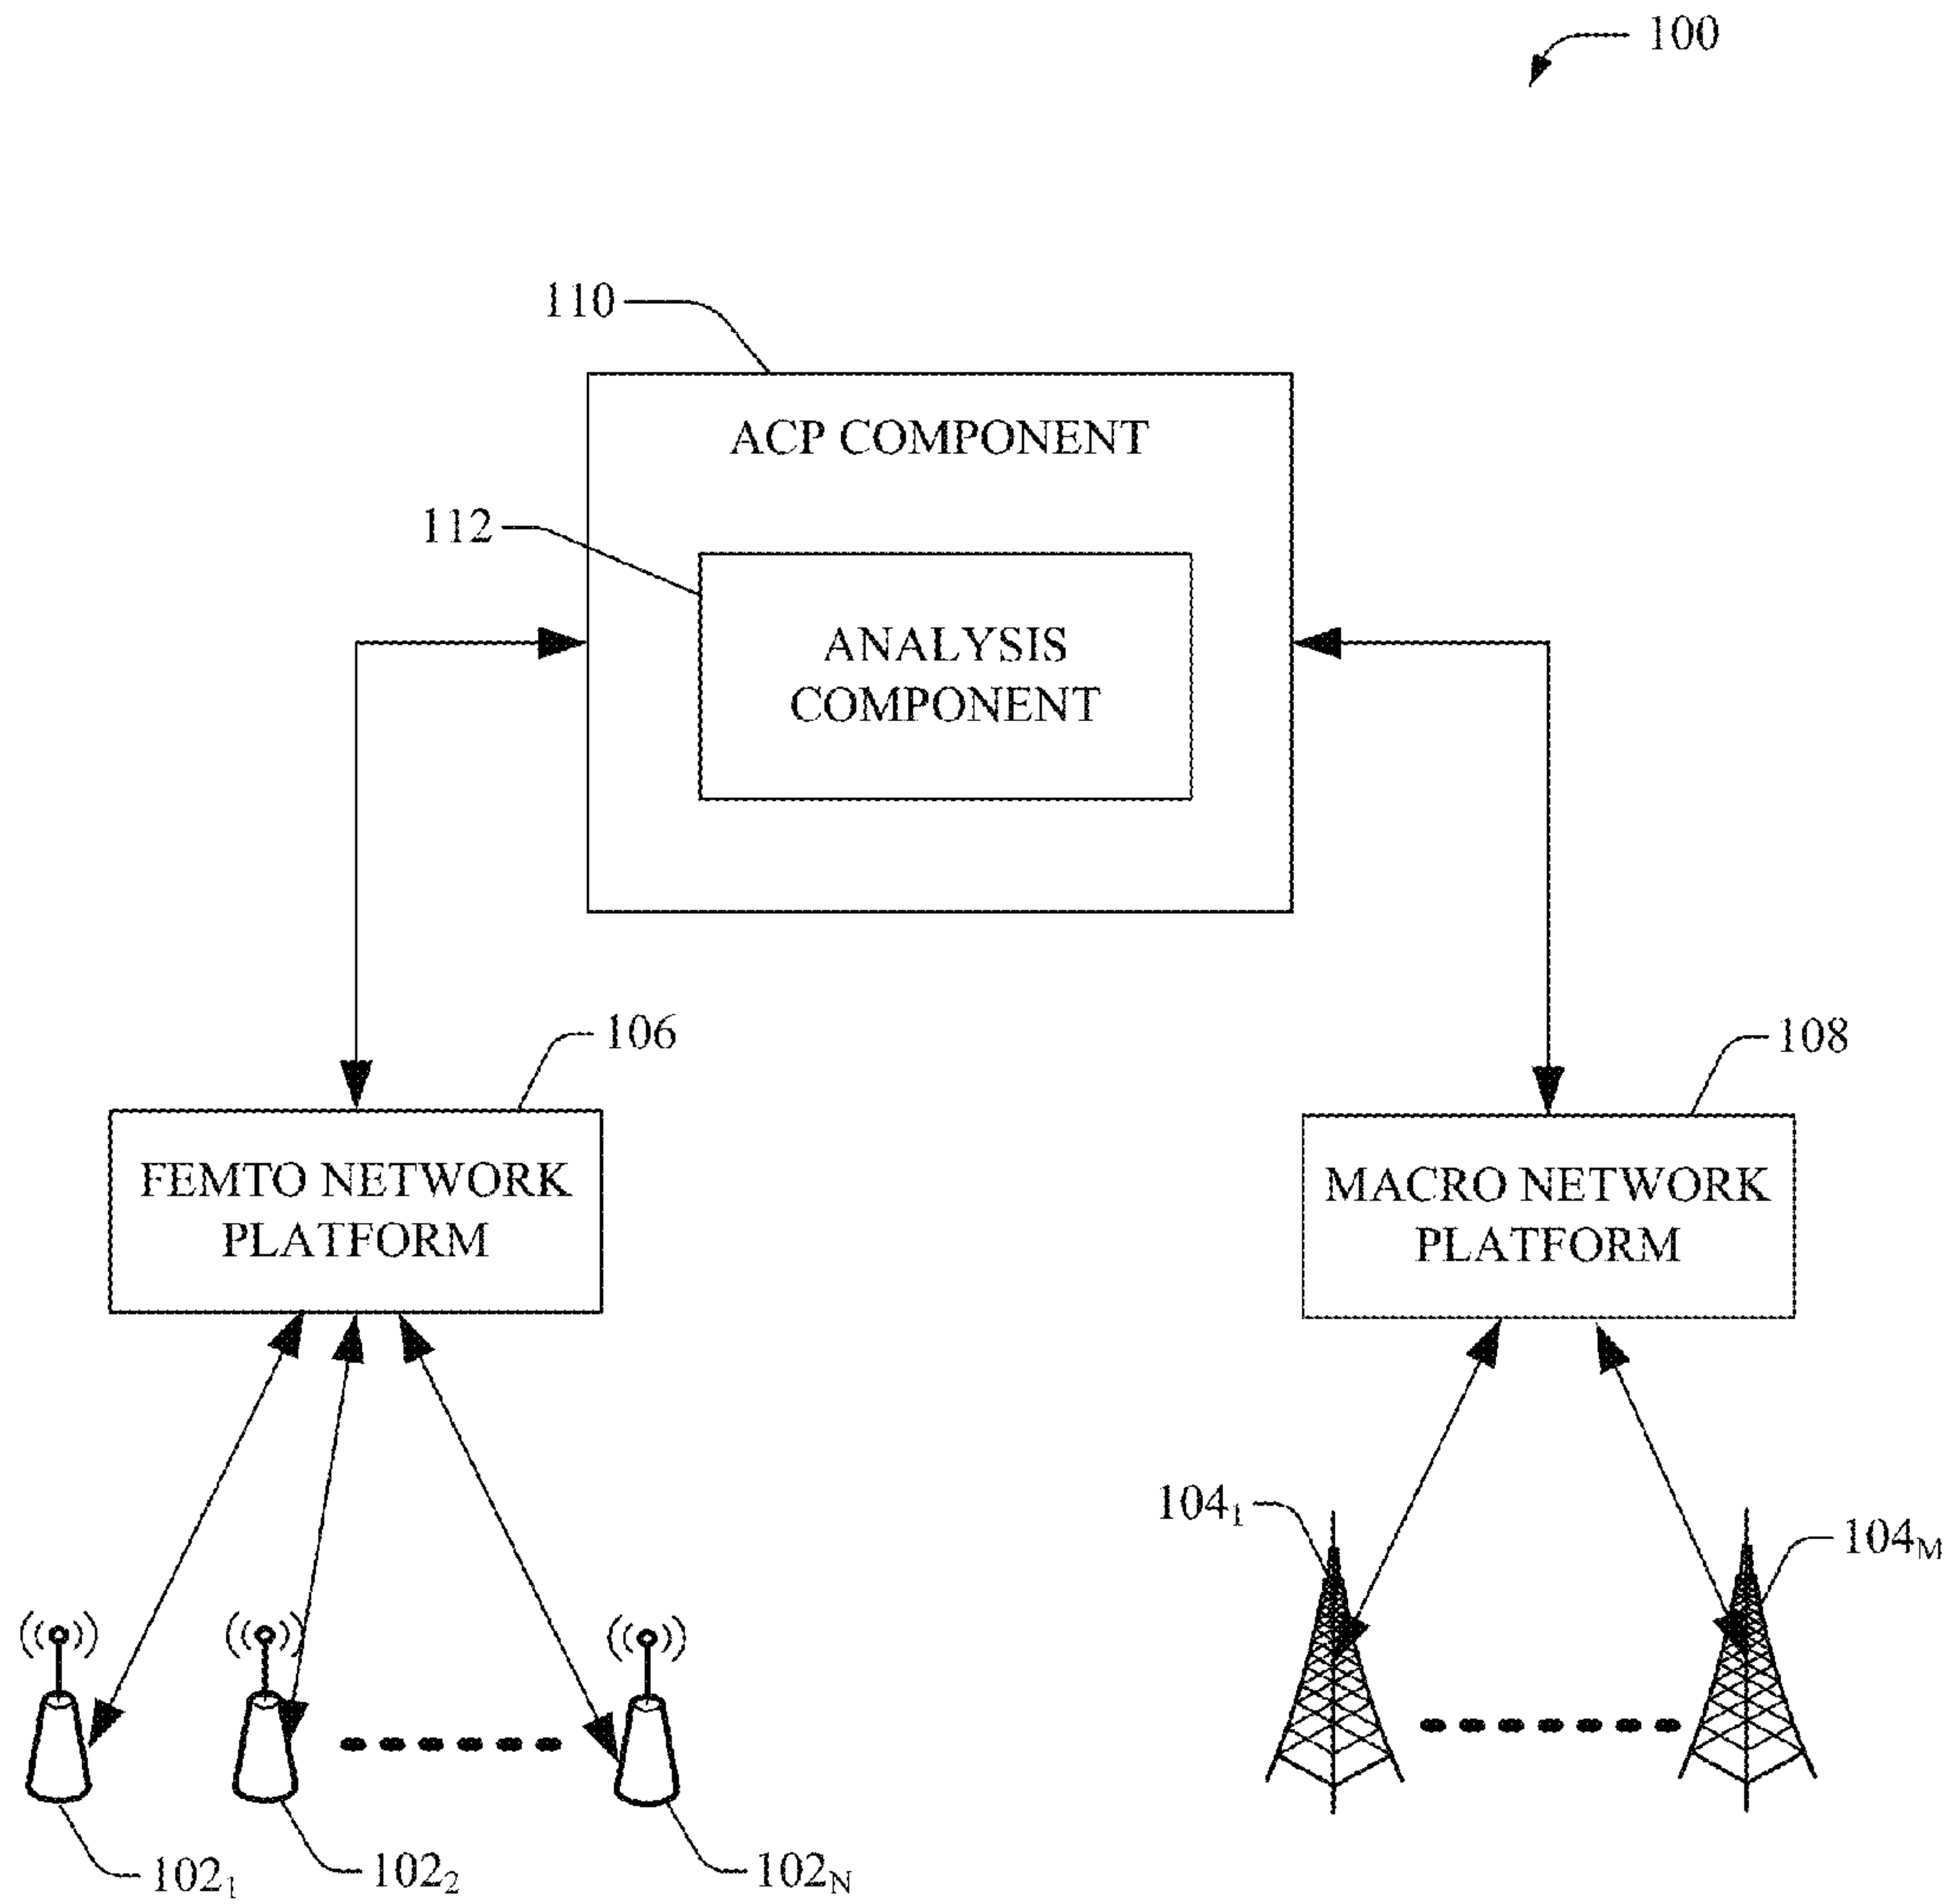 100
110
ACP COMPONENT
112
ANALYSIS
COMPONENT
106
108
FEMTO NETWORK
PLATFORM
MACRO NETWORK
PLATFORM
104₁
104M
102₁
102₂
102N